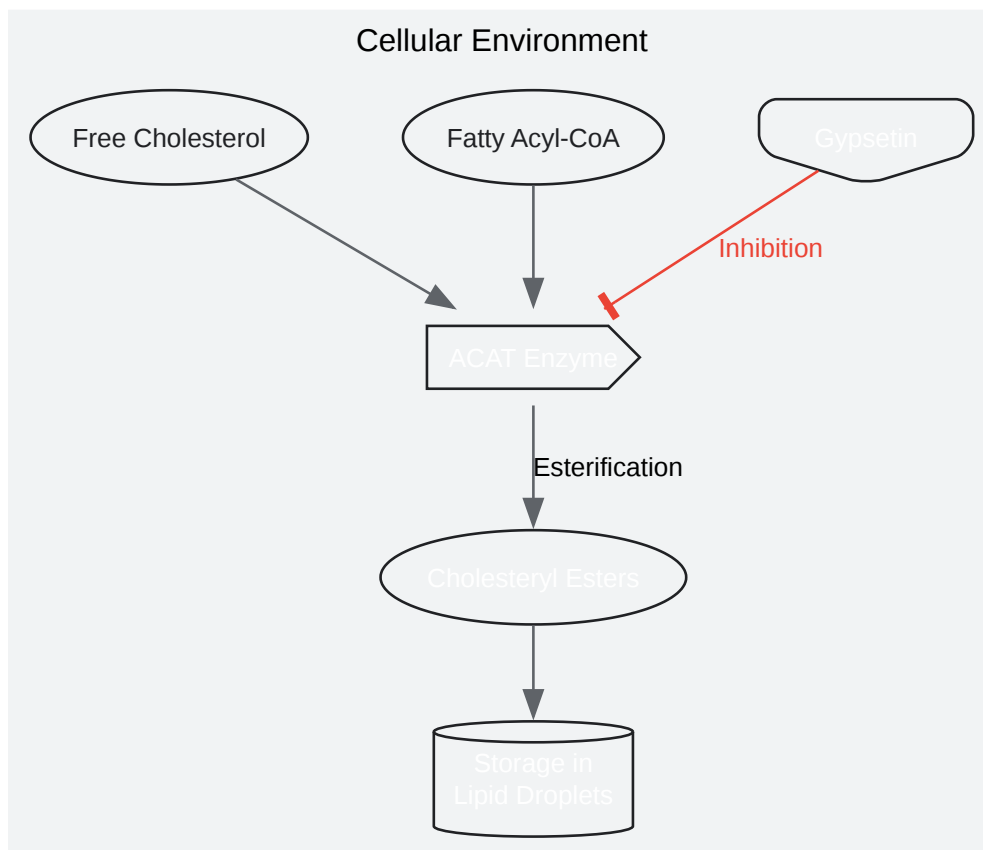 Cellular Environment
Free Cholesterol
Fatty Acyl-CoA
Gypsetin
Inhibition
ACAT Enzyme
Esterification
Cholesteryl Esters
Storage in
Lipid Droplets